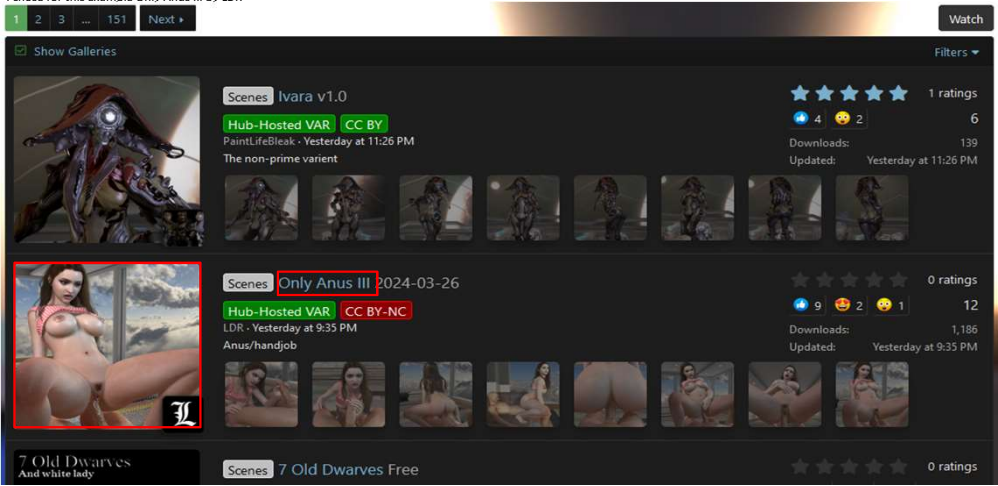 1 2 3 ... 151 Next
Watch
Show Galleries
Filters
Scenes Ivara v1.0
1 ratings
Hub-Hosted VAR CC BY
4 2 6
PaintLifeBleak · Yesterday at 11:26 PM
Downloads: 139
The non-prime varient
Updated: Yesterday at 11:26 PM
Scenes Only Anus III 2024-03-26
0 ratings
Hub-Hosted VAR CC BY-NC
9 2 1 12
LDR · Yesterday at 9:35 PM
Downloads: 1,186
Anus/handjob
Updated: Yesterday at 9:35 PM
L
7 Old Dwarves
And white lady
Scenes 7 Old Dwarves Free
0 ratings